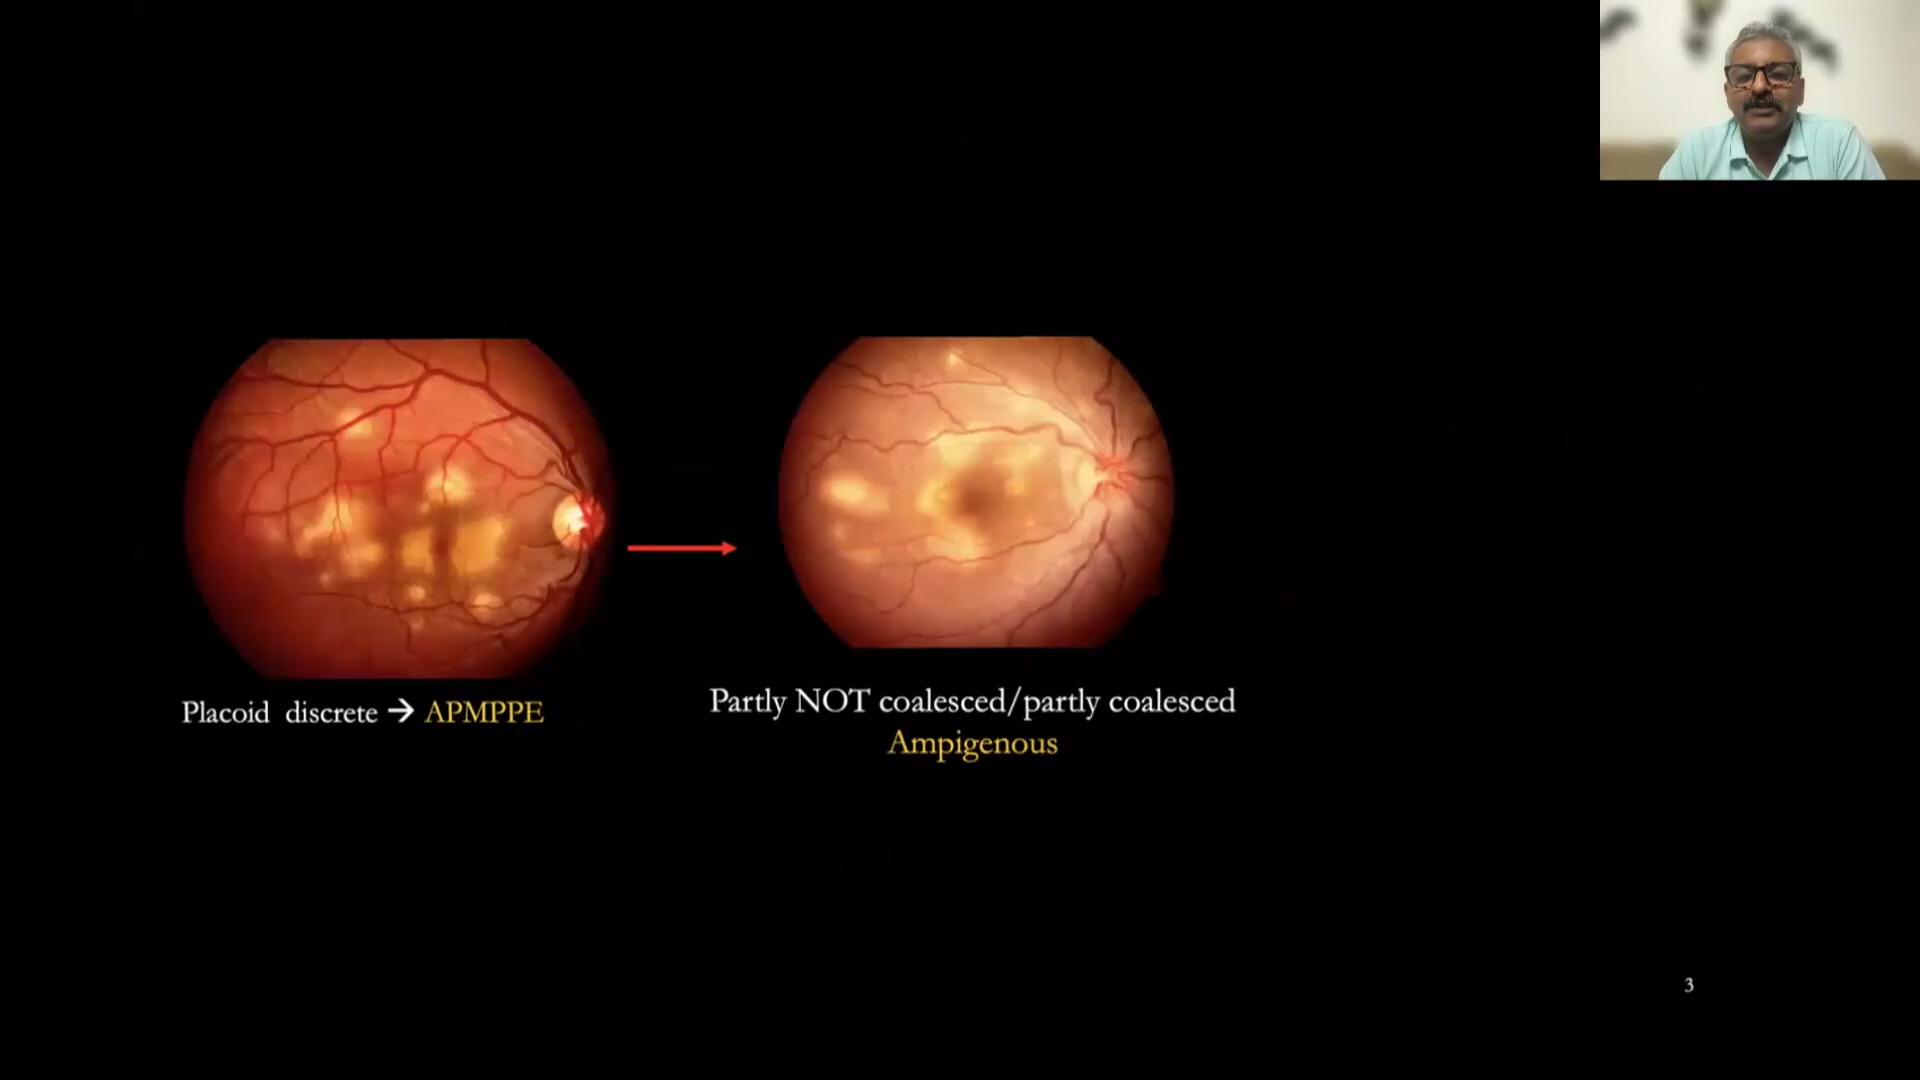 Placoid discrete → APMPPE
Partly NOT coalesced/partly coalesced
Ampigenous
3